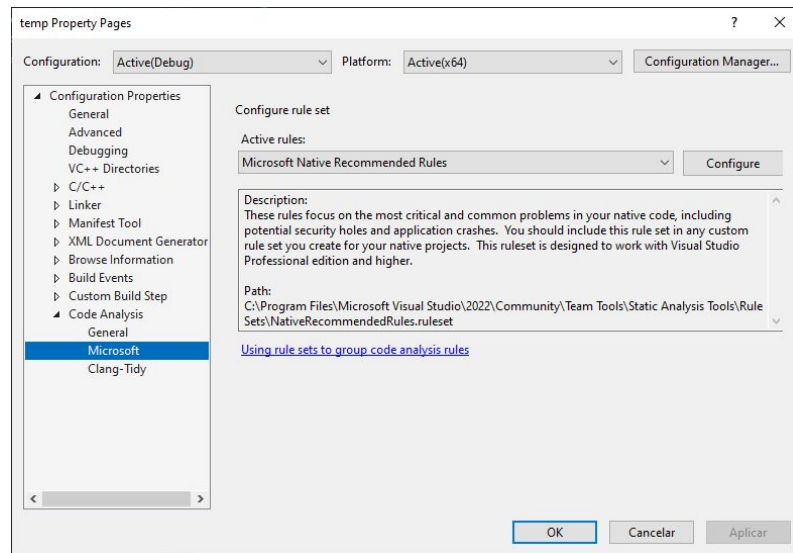 temp Property Pages
? ×
Configuration: Active(Debug) Platform: Active(x64) Configuration Manager...
Configuration Properties
General
Advanced
Debugging
VC++ Directories
C/C++
Linker
Manifest Tool
XML Document Generator
Browse Information
Build Events
Custom Build Step
Code Analysis
General
Microsoft
Clang-Tidy
Configure rule set
Active rules:
Microsoft Native Recommended Rules Configure
Description:
These rules focus on the most critical and common problems in your native code, including
potential security holes and application crashes. You should include this rule set in any custom
rule set you create for your native projects. This ruleset is designed to work with Visual Studio
Professional edition and higher.
Path:
C:\Program Files\Microsoft Visual Studio\2022\Community\Team Tools\Static Analysis Tools\Rule
Sets\NativeRecommendedRules.ruleset
Using rule sets to group code analysis rules
OK Cancelar Aplicar